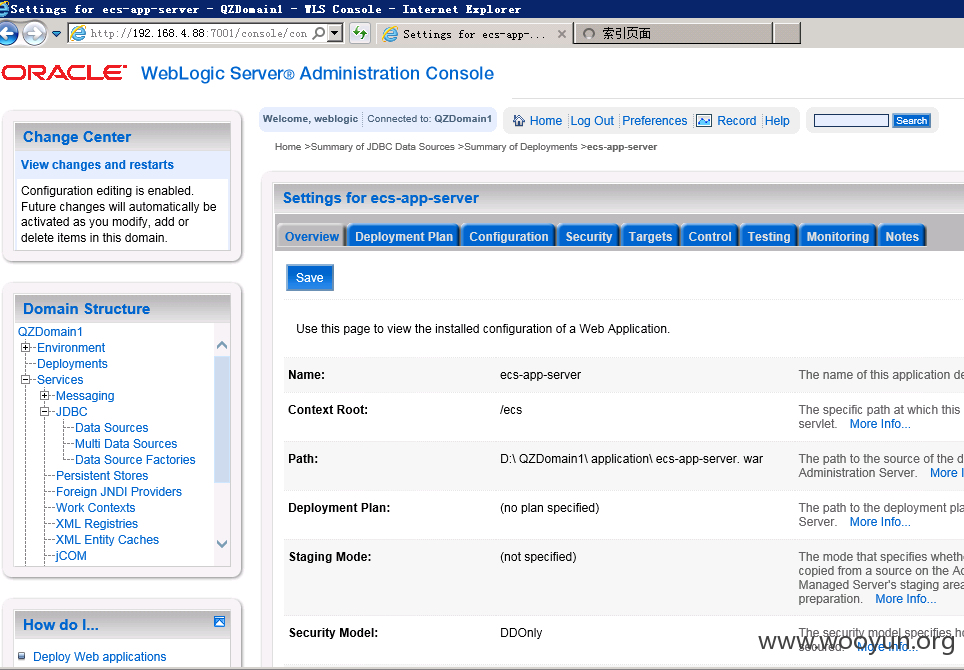 Settings for ecs-app-server - QZDomain1 - WLS Console - Internet Explorer
http://192.168.4.88:7001/console/con
Settings for ecs-app-...
索引页面
ORACLE WebLogic Server® Administration Console
Change Center
View changes and restarts
Configuration editing is enabled.
Future changes will automatically be
activated as you modify, add or
delete items in this domain.
Domain Structure
QZDomain1
Environment
Deployments
Services
Messaging
JDBC
Data Sources
Multi Data Sources
Data Source Factories
Persistent Stores
Foreign JNDI Providers
Work Contexts
XML Registries
XML Entity Caches
jCOM
How do I...
Deploy Web applications
Welcome, weblogic Connected to: QZDomain1
Home Log Out Preferences Record Help
Search
Home >Summary of JDBC Data Sources >Summary of Deployments >ecs-app-server
Settings for ecs-app-server
Overview Deployment Plan Configuration Security Targets Control Testing Monitoring Notes
Save
Use this page to view the installed configuration of a Web Application.
Name: ecs-app-server The name of this application de
Context Root: /ecs The specific path at which this
servlet. More Info...
Path: D:\ QZDomain1\ application\ ecs-app-server. war The path to the source of the d
Administration Server. More I
Deployment Plan: (no plan specified) The path to the deployment pla
Server. More Info...
Staging Mode: (not specified) The mode that specifies wheth
copied from a source on the Ad
Managed Server's staging area
preparation. More Info...
Security Model: DDOnly The security model specifies h
secured. More Info...
www.wooyun.org